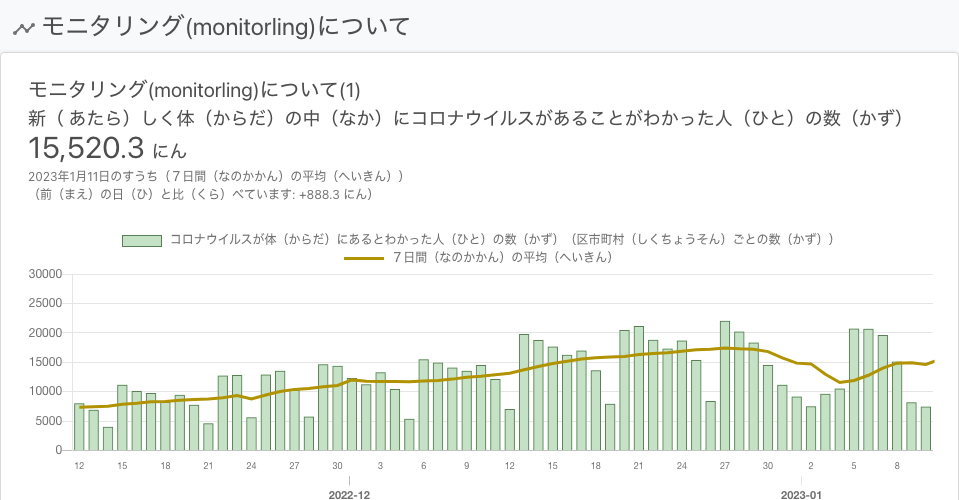 モニタリング(monitorling)について
モニタリング(monitorling)について(1)
新（ あたら）しく体（からだ）の中（なか）にコロナウイルスがあることがわかった人（ひと）の数（かず）
15,520.3 にん
2023年1月11日のすうち（７日間（なのかかん）の平均（へいきん））
（前（まえ）の日（ひ）と比（くら）べています: +888.3 にん）
コロナウイルスが体（からだ）にあるとわかった人（ひと）の数（かず）（区市町村（しくちょうそん）ごとの数（かず））
７日間（なのかかん）の平均（へいきん）
30000
25000
20000
15000
10000
5000
0
12 15 18 21 24 27 30 3 6 9 12 15 18 21 24 27 30 2 5 8
2022-12 2023-01